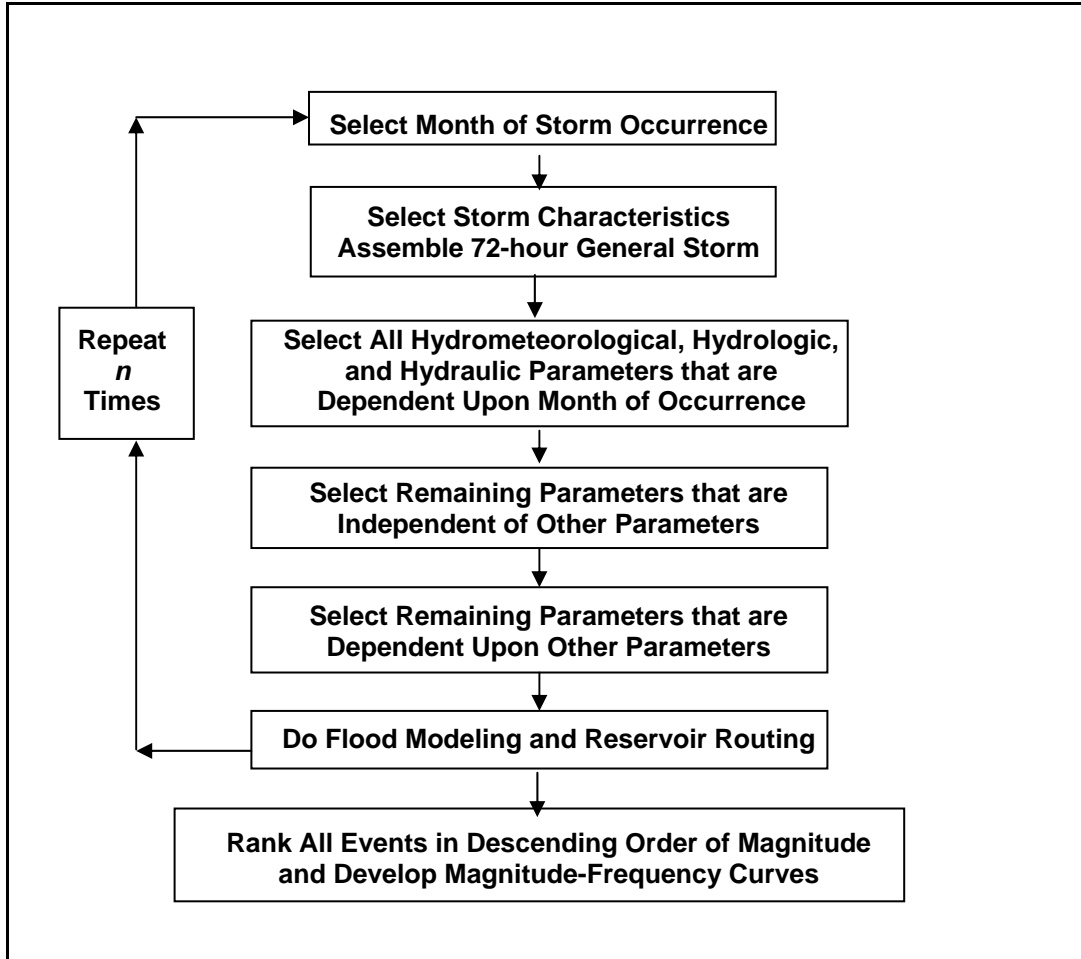 Select Month of Storm Occurrence
Select Storm Characteristics
Assemble 72-hour General Storm
Repeat
n
Times
Select All Hydrometeorological, Hydrologic,
and Hydraulic Parameters that are
Dependent Upon Month of Occurrence
Select Remaining Parameters that are
Independent of Other Parameters
Select Remaining Parameters that are
Dependent Upon Other Parameters
Do Flood Modeling and Reservoir Routing
Rank All Events in Descending Order of Magnitude
and Develop Magnitude-Frequency Curves